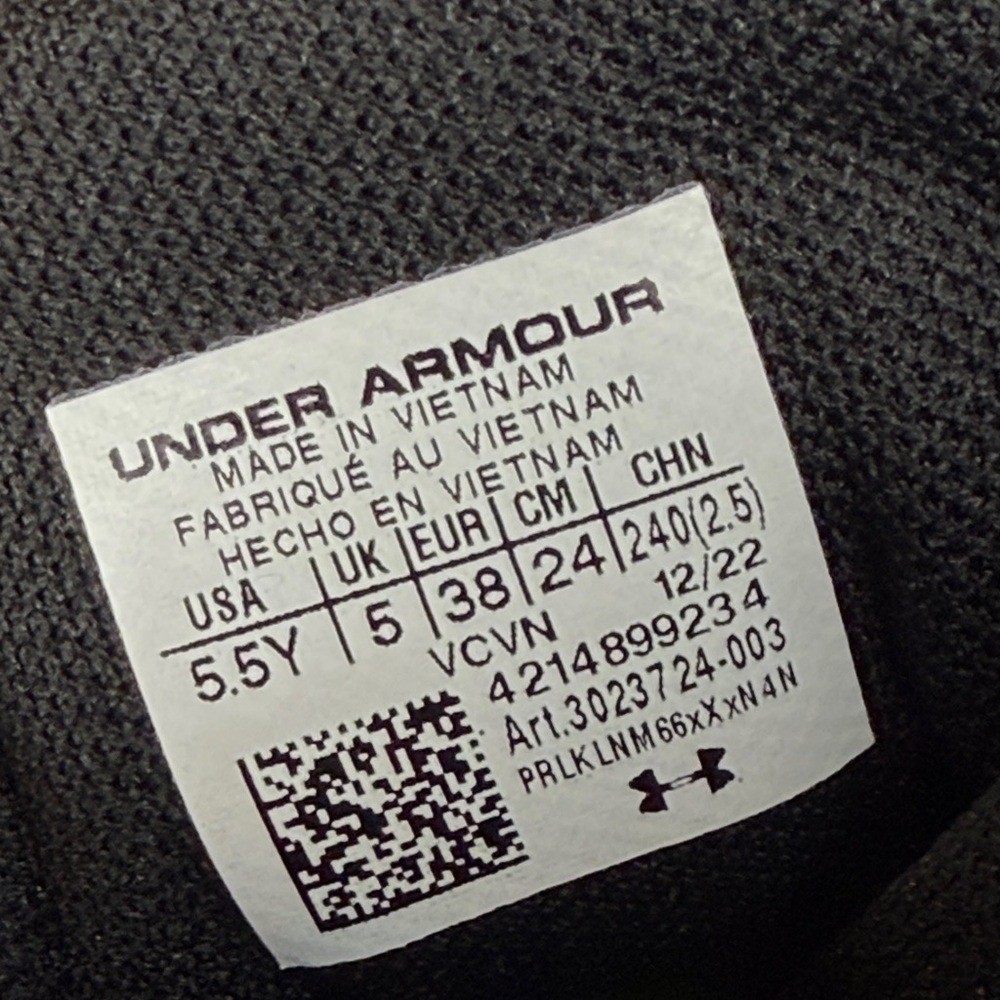 UNDER ARMOUR
MADE IN VIETNAM
FABRIQUÉ AU VIETNAM
HECHO EN VIETNAM
USA UK EUR CM CHN
5.5Y 5 38 24 240(2.5)
VCVN 12/22
4214899234
Art.3023724-003
PRLKLNM66xXxN4N